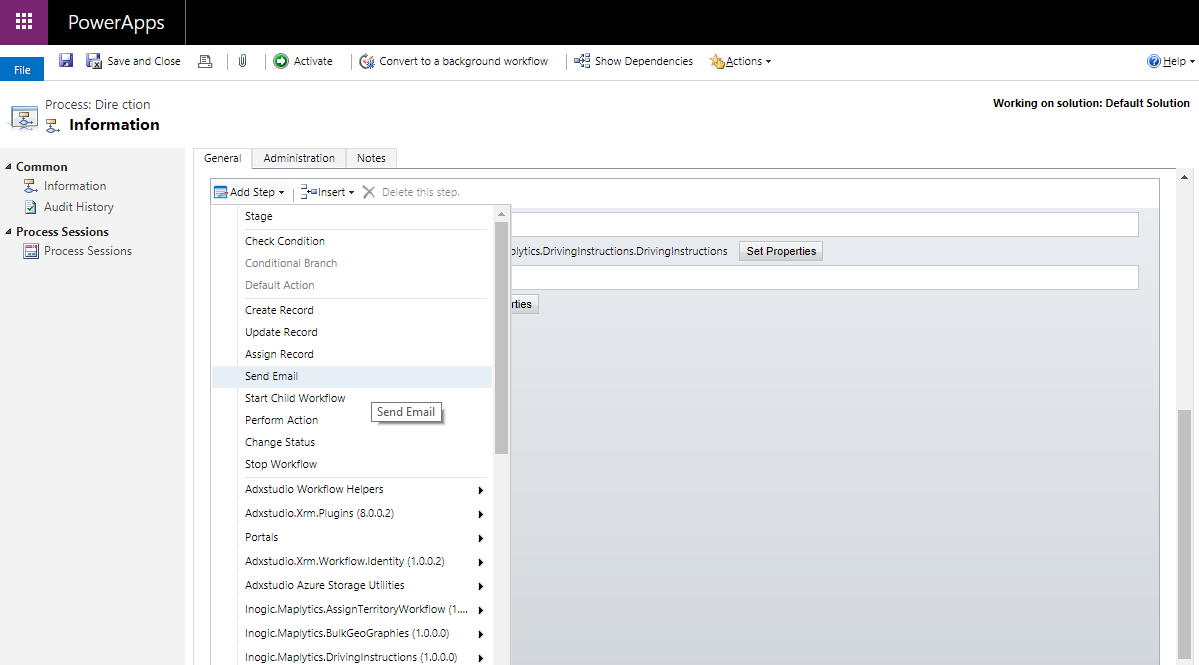 PowerApps
File
Save and Close
Activate
Convert to a background workflow
Show Dependencies
Actions
Help
Process: Dire ction
Information
Working on solution: Default Solution
Common
Information
Audit History
Process Sessions
Process Sessions
General
Administration
Notes
Add Step
Insert
Delete this step.
Stage
Check Condition
Conditional Branch
Default Action
Create Record
Update Record
Assign Record
Send Email
Start Child Workflow
Send Email
Perform Action
Change Status
Stop Workflow
Adxstudio Workflow Helpers
Adxstudio.Xrm.Plugins (8.0.0.2)
Portals
Adxstudio.Xrm.Workflow.Identity (1.0.0.2)
Adxstudio Azure Storage Utilities
Inogic.Maplytics.AssignTerritoryWorkflow (1....
Inogic.Maplytics.BulkGeoGraphies (1.0.0.0)
Inogic.Maplytics.DrivingInstructions (1.0.0.0)
plytics.DrivingInstructions.DrivingInstructions
Set Properties
rties